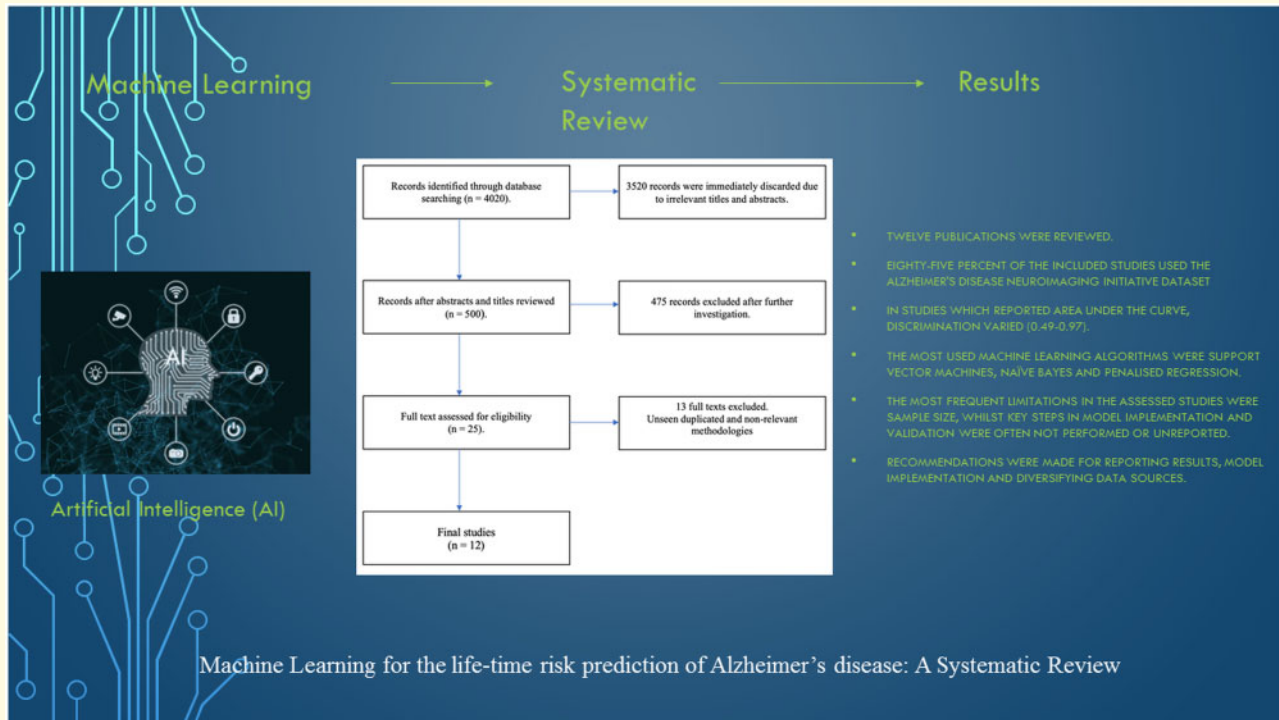 Machine Learning
Systematic
Review
Results
Records identified through database
searching (n = 4020).
3520 records were immediately discarded due
to irrelevant titles and abstracts.
Records after abstracts and titles reviewed
(n = 500).
475 records excluded after further
investigation.
Full text assessed for eligibility
(n = 25).
13 full texts excluded.
Unseen duplicated and non-relevant
methodologies
Final studies
(n = 12)
AI
Artificial Intelligence (AI)
• TWELVE PUBLICATIONS WERE REVIEWED.
• EIGHTY-FIVE PERCENT OF THE INCLUDED STUDIES USED THE
ALZHEIMER'S DISEASE NEUROIMAGING INITIATIVE DATASET
• IN STUDIES WHICH REPORTED AREA UNDER THE CURVE,
DISCRIMINATION VARIED (0.49-0.97).
• THE MOST USED MACHINE LEARNING ALGORITHMS WERE SUPPORT
VECTOR MACHINES, NAÏVE BAYES AND PENALISED REGRESSION.
• THE MOST FREQUENT LIMITATIONS IN THE ASSESSED STUDIES WERE
SAMPLE SIZE, WHILST KEY STEPS IN MODEL IMPLEMENTATION AND
VALIDATION WERE OFTEN NOT PERFORMED OR UNREPORTED.
• RECOMMENDATIONS WERE MADE FOR REPORTING RESULTS, MODEL
IMPLEMENTATION AND DIVERSIFYING DATA SOURCES.
Machine Learning for the life-time risk prediction of Alzheimer's disease: A Systematic Review